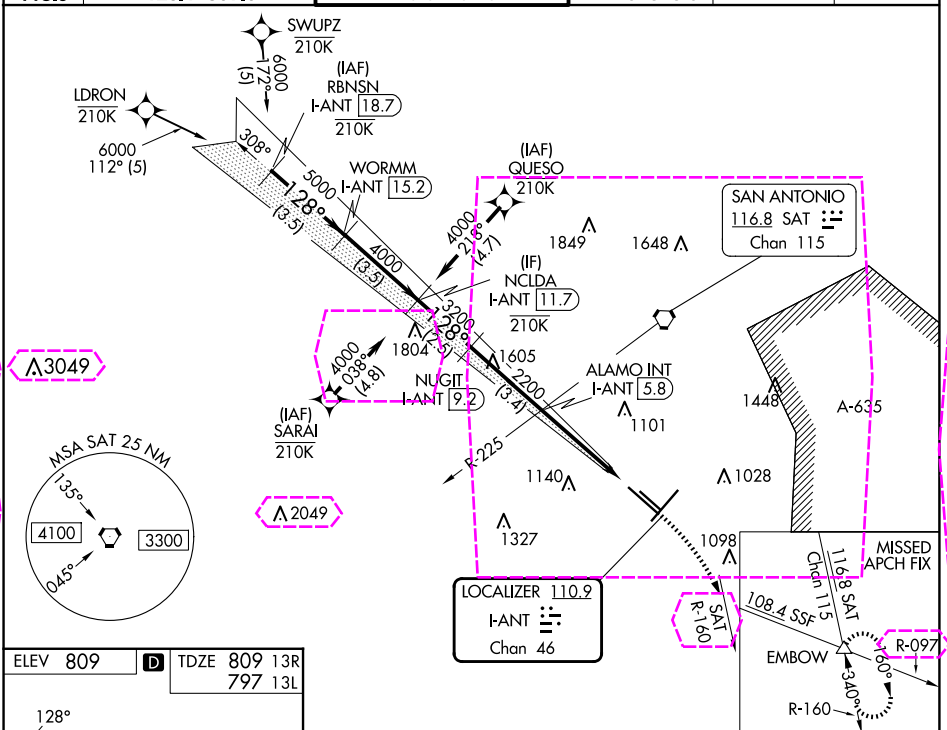 SWUPZ
210K
6000
172°
(5)
LDRON
210K
6000
112° (5)
(IAF)
RBNSN
I-ANT 18.7
210K
308°
128°
5000
(3.5)
WORMM
I-ANT 15.2
4000
(3.5)
(IAF)
QUESO
210K
4000
218°
(4.7)
(IF)
NCLDA
I-ANT 11.7
210K
1849
1648
SAN ANTONIO
116.8 SAT
Chan 115
3200
128°
(2.5)
1804
4000
038°
(4.8)
(IAF)
SARAI
210K
NUGIT
I-ANT 9.2
1605
2200
(3.4)
ALAMO INT
I-ANT 5.8
1101
1448
A-635
R-225
3049
2049
1140
1028
1327
1098
MSA SAT 25 NM
135°
4100
3300
045°
LOCALIZER 110.9
I-ANT
Chan 46
SAT
R-160
MISSED
APCH FIX
116.8 SAT
Chan 115
108.4 SSF
EMBOW
R-097
160°
340°
R-160
ELEV 809
D
TDZE 809 13R
797 13L
128°